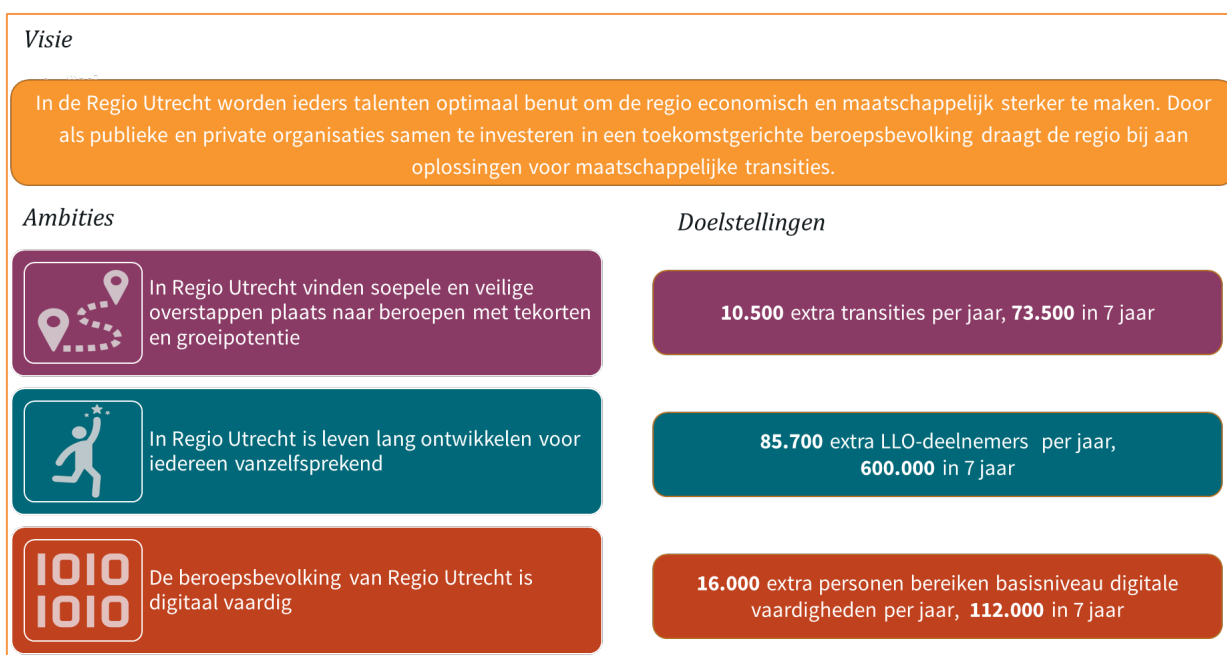 Visie
In de Regio Utrecht worden ieders talenten optimaal benut om de regio economisch en maatschappelijk sterker te maken. Door
als publieke en private organisaties samen te investeren in een toekomstgerichte beroepsbevolking draagt de regio bij aan
oplossingen voor maatschappelijke transities.
Ambities
Doelstellingen
In Regio Utrecht vinden soepele en veilige
overstappen plaats naar beroepen met tekorten
en groeipotentie
10.500 extra transities per jaar, 73.500 in 7 jaar
In Regio Utrecht is leven lang ontwikkelen voor
iedereen vanzelfsprekend
85.700 extra LLO-deelnemers per jaar,
600.000 in 7 jaar
1010
1010
De beroepsbevolking van Regio Utrecht is
digitaal vaardig
16.000 extra personen bereiken basisniveau digitale
vaardigheden per jaar, 112.000 in 7 jaar